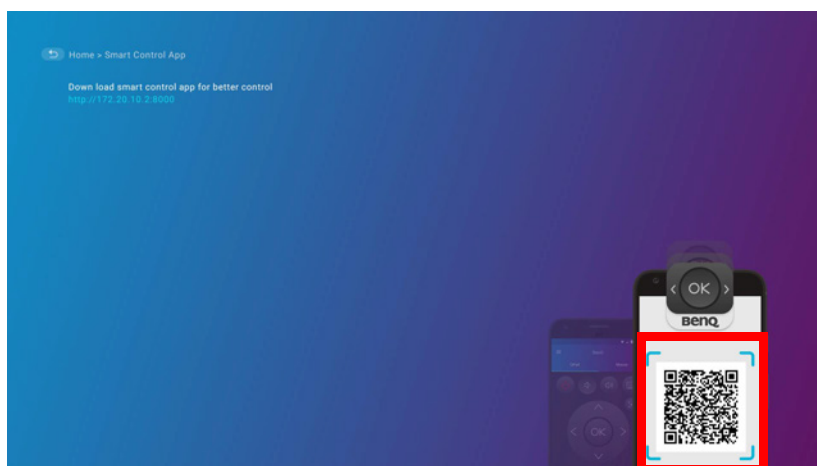 Home > Smart Control App
Down load smart control app for better control
http://172.20.10.2:8000
OK
BenQ
OK